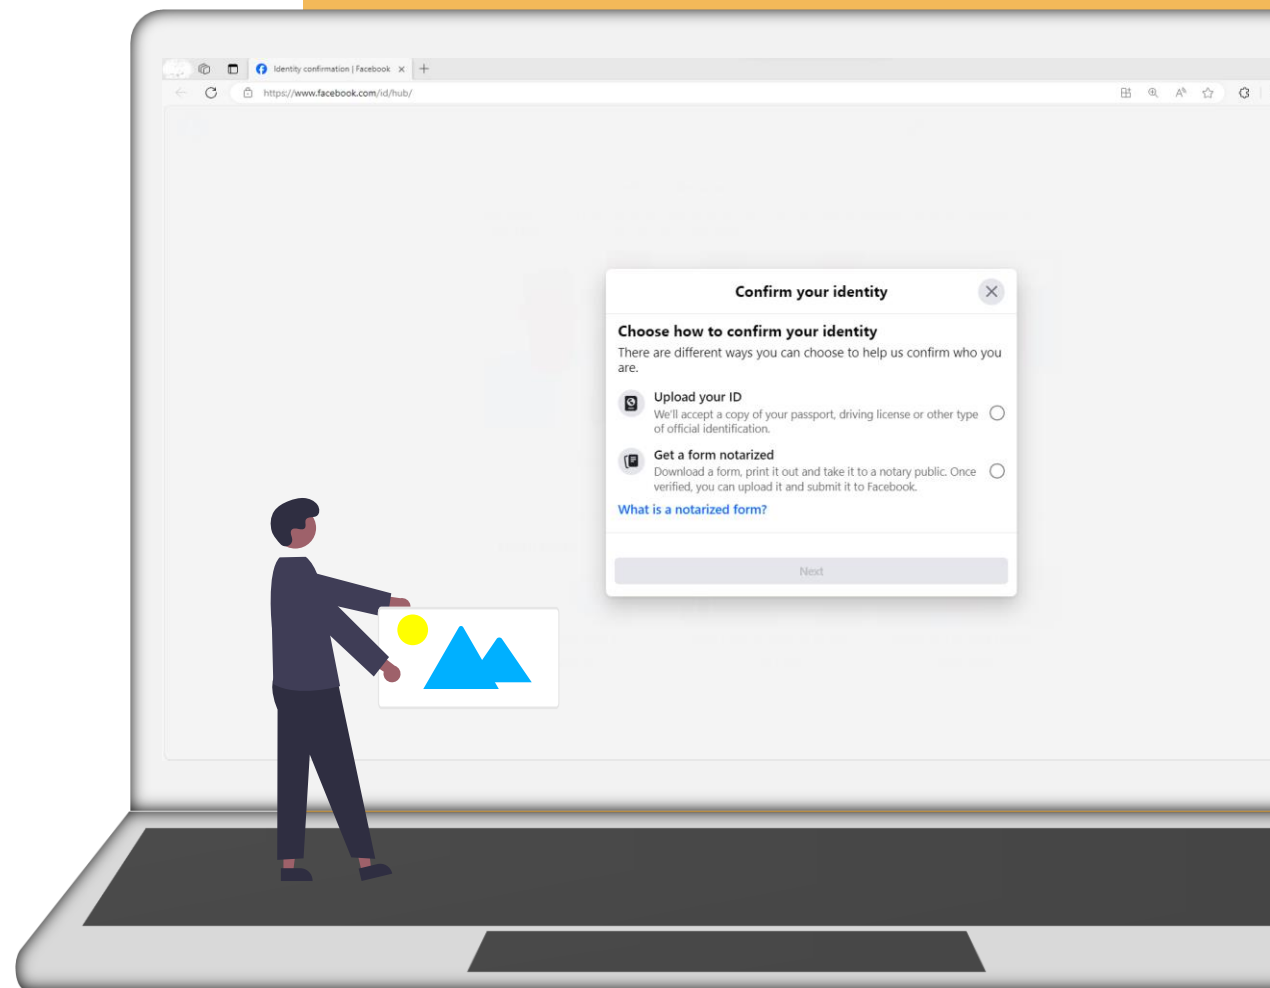 Identity confirmation | Facebook
https://www.facebook.com/id/hub/
Confirm your identity
Choose how to confirm your identity
There are different ways you can choose to help us confirm who you
are.
Upload your ID
We'll accept a copy of your passport, driving license or other type
of official identification.
Get a form notarized
Download a form, print it out and take it to a notary public. Once
verified, you can upload it and submit it to Facebook.
What is a notarized form?
Next